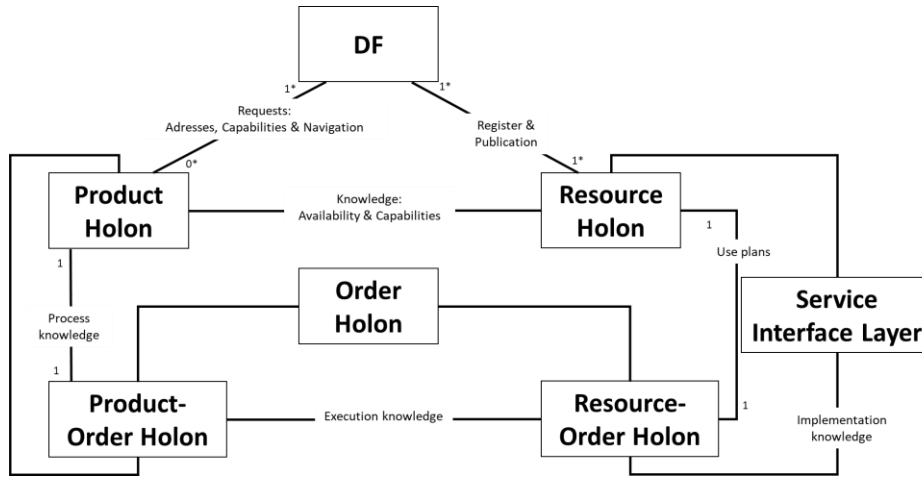 DF
1*
1*
Requests:
Adresses, Capabilities & Navigation
Register &
Publication
0*
1*
Product
Holon
Knowledge:
Availability & Capabilities
Resource
Holon
1
1
Use plans
Order
Holon
Service
Interface Layer
Process
knowledge
1
1
Product-
Order Holon
Execution knowledge
Resource-
Order Holon
Implementation
knowledge